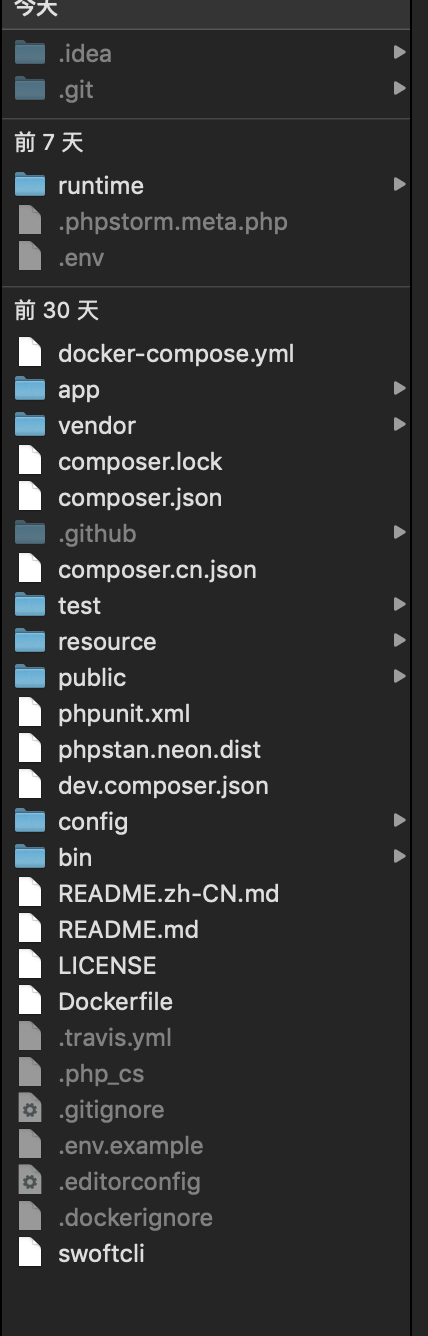 今天
.idea
.git
前 7 天
runtime
.phpstorm.meta.php
.env
前 30 天
docker-compose.yml
app
vendor
composer.lock
composer.json
.github
composer.cn.json
test
resource
public
phpunit.xml
phpstan.neon.dist
dev.composer.json
config
bin
README.zh-CN.md
README.md
LICENSE
Dockerfile
.travis.yml
.php_cs
.gitignore
.env.example
.editorconfig
.dockerignore
swoftcli